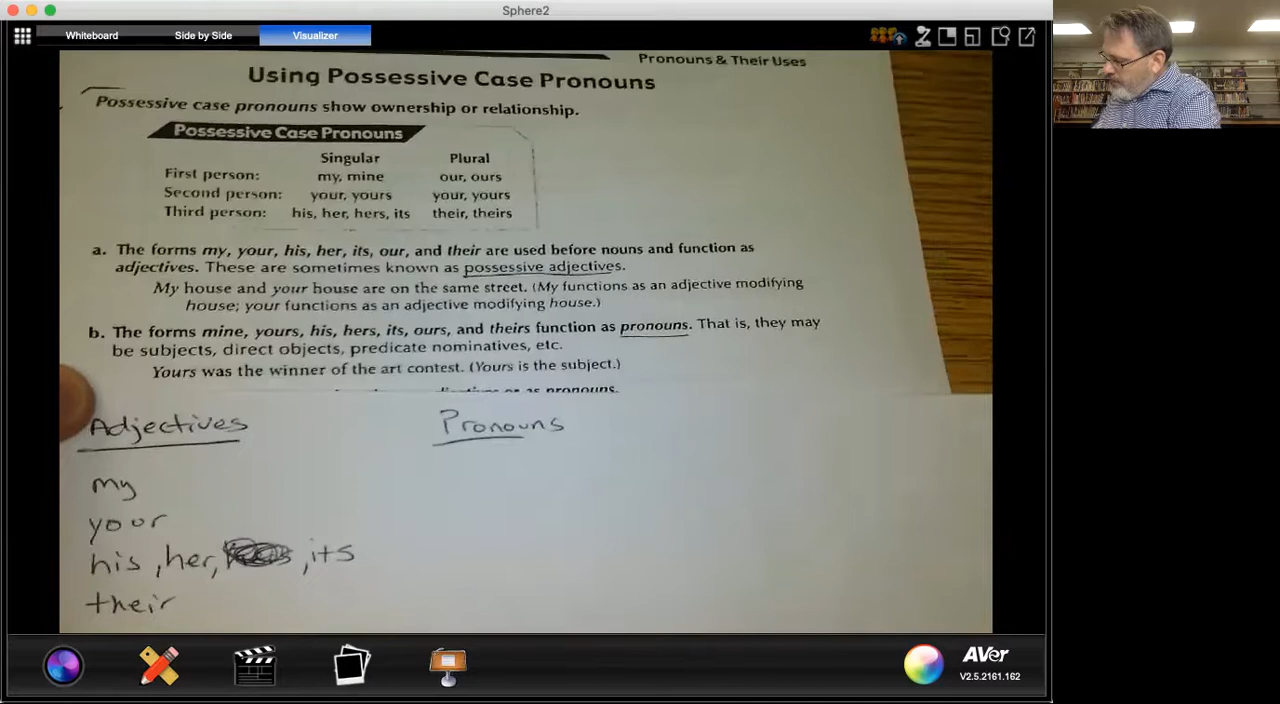 Sphere2
Whiteboard Side by Side Visualizer
Pronouns & Their Uses
Using Possessive Case Pronouns
Possessive case pronouns show ownership or relationship.
Possessive Case Pronouns
Singular Plural
First person: my, mine our, ours
Second person: your, yours your, yours
Third person: his, her, hers, its their, theirs
a. The forms my, your, his, her, its, our, and their are used before nouns and function as
adjectives. These are sometimes known as possessive adjectives.
My house and your house are on the same street. (My functions as an adjective modifying
house; your functions as an adjective modifying house.)
b. The forms mine, yours, his, hers, its, ours, and theirs function as pronouns. That is, they may
be subjects, direct objects, predicate nominatives, etc.
Yours was the winner of the art contest. (Yours is the subject.)
as pronouns.
Adjectives Pronouns
my
your
his, her, , its
their
AVer
V2.5.2161.162